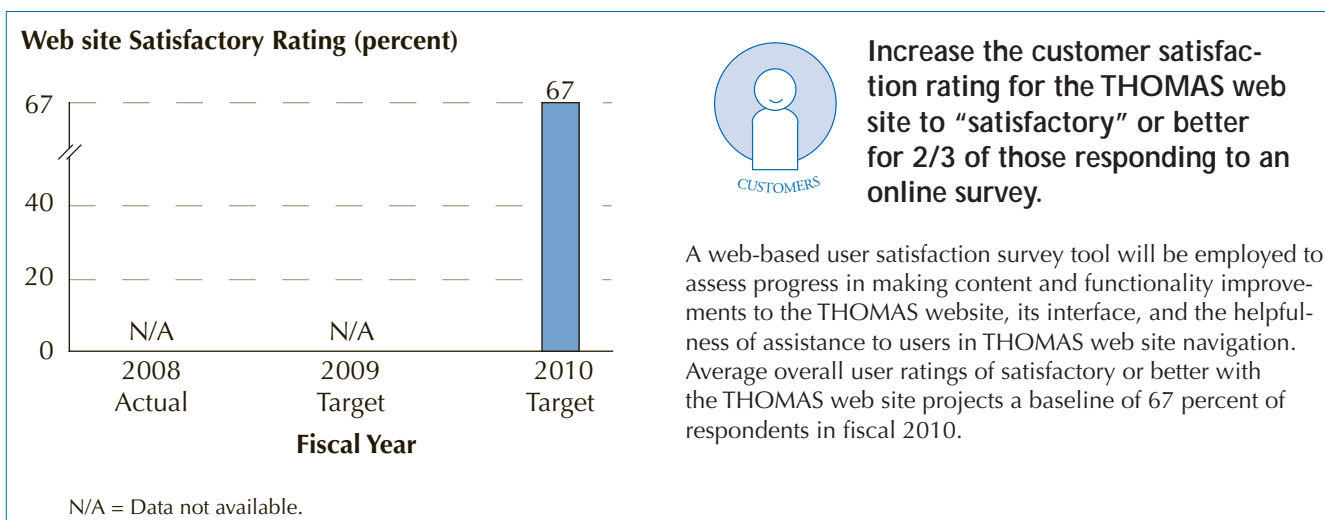 Web site Satisfactory Rating (percent)
67
67
40
20
0
N/A
N/A
2008
Actual
2009
Target
2010
Target
Fiscal Year
N/A = Data not available.
CUSTOMERS
Increase the customer satisfac-
tion rating for the THOMAS web
site to “satisfactory” or better
for 2/3 of those responding to an
online survey.
A web-based user satisfaction survey tool will be employed to
assess progress in making content and functionality improve-
ments to the THOMAS website, its interface, and the helpful-
ness of assistance to users in THOMAS web site navigation.
Average overall user ratings of satisfactory or better with
the THOMAS web site projects a baseline of 67 percent of
respondents in fiscal 2010.